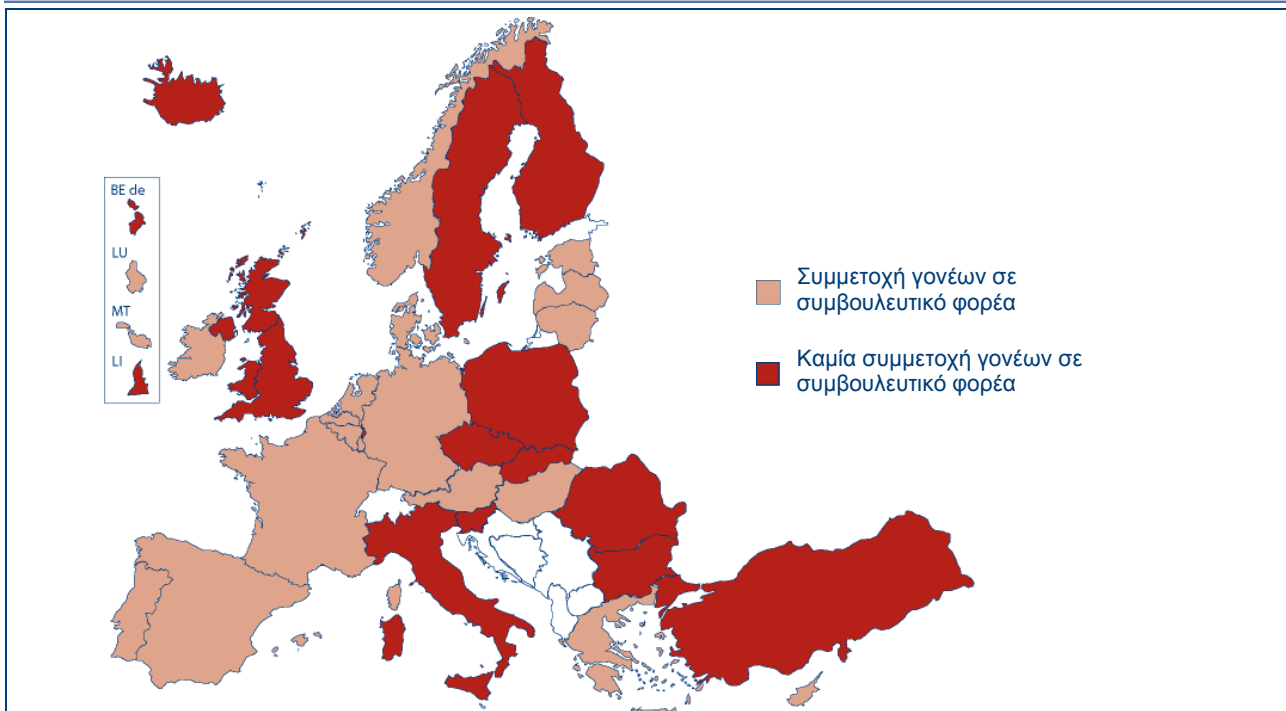 BE de
LU
MT
LI
Συμμετοχή γονέων σε
συμβουλευτικό φορέα
Καμία συμμετοχή γονέων σε
συμβουλευτικό φορέα